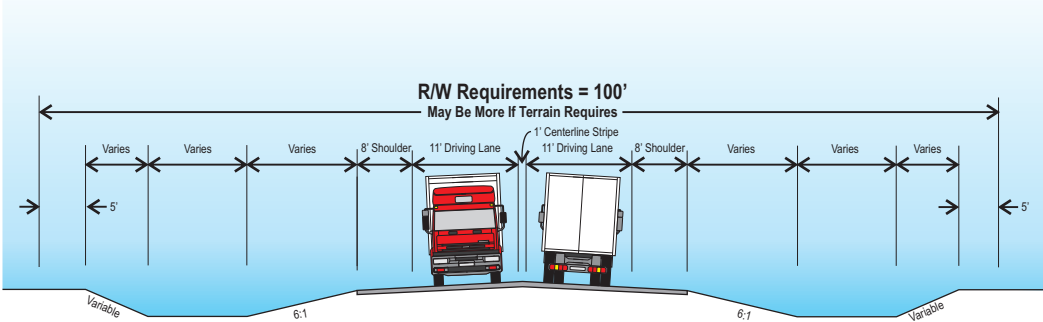 R/W Requirements = 100'
May Be More If Terrain Requires
1' Centerline Stripe
Varies
Varies
Varies
8' Shoulder
11' Driving Lane
11' Driving Lane
8' Shoulder
Varies
Varies
Varies
5'
5'
Variable
6:1
6:1
Variable